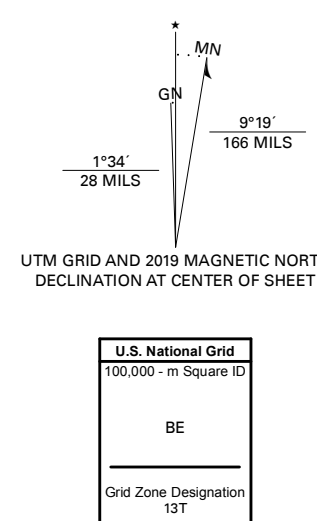 ★
MN
GN
9°19´
166 MILS
1°34´
28 MILS
UTM GRID AND 2019 MAGNETIC NORT
DECLINATION AT CENTER OF SHEET
U.S. National Grid
100,000 - m Square ID
BE
Grid Zone Designation
13T